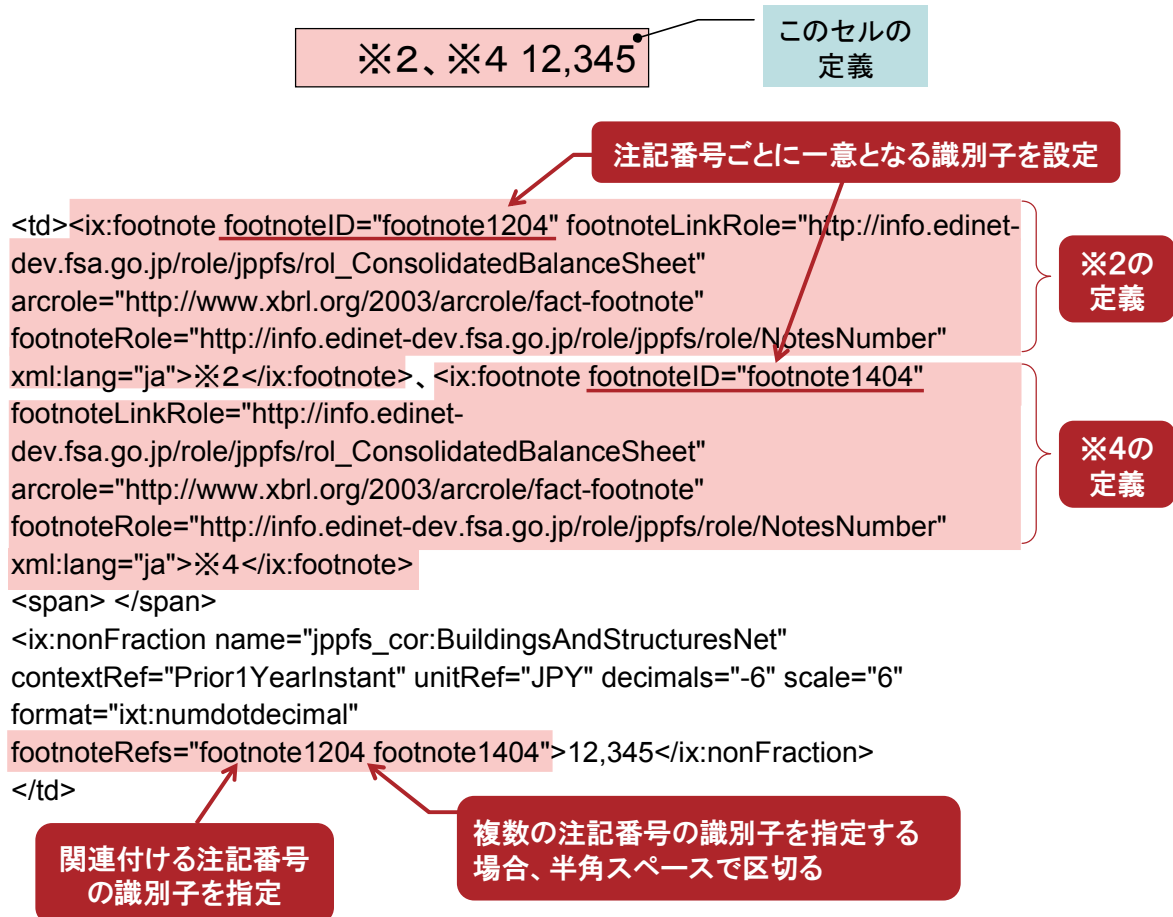 ※２、※４ 12,345
このセルの
定義
注記番号ごとに一意となる識別子を設定
<td><ix:footnote footnoteID="footnote1204" footnoteLinkRole="http://info.edinet-
dev.fsa.go.jp/role/jppfs/rol_ConsolidatedBalanceSheet"
arcrole="http://www.xbrl.org/2003/arcrole/fact-footnote"
footnoteRole="http://info.edinet-dev.fsa.go.jp/role/jppfs/role/NotesNumber"
xml:lang="ja">※２</ix:footnote>、<ix:footnote footnoteID="footnote1404"
footnoteLinkRole="http://info.edinet-
dev.fsa.go.jp/role/jppfs/rol_ConsolidatedBalanceSheet"
arcrole="http://www.xbrl.org/2003/arcrole/fact-footnote"
footnoteRole="http://info.edinet-dev.fsa.go.jp/role/jppfs/role/NotesNumber"
xml:lang="ja">※４</ix:footnote>
※2の
定義
※4の
定義
<span> </span>
<ix:nonFraction name="jppfs_cor:BuildingsAndStructuresNet"
contextRef="Prior1YearInstant" unitRef="JPY" decimals="-6" scale="6"
format="ixt:numdotdecimal"
footnoteRefs="footnote1204 footnote1404">12,345</ix:nonFraction>
</td>
関連付ける注記番号
の識別子を指定
複数の注記番号の識別子を指定する
場合、半角スペースで区切る